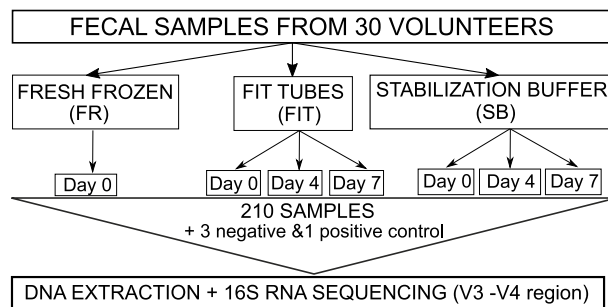 FECAL SAMPLES FROM 30 VOLUNTEERS
FRESH FROZEN
(FR)
FIT TUBES
(FIT)
STABILIZATION BUFFER
(SB)
Day 0
Day 0
Day 4
Day 7
Day 0
Day 4
Day 7
210 SAMPLES
+ 3 negative &1 positive control
DNA EXTRACTION + 16S RNA SEQUENCING (V3 -V4 region)